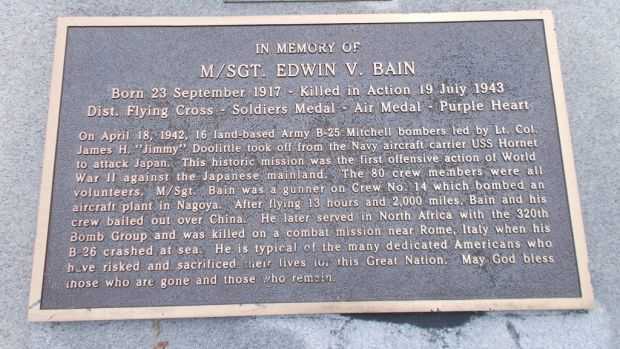 IN MEMORY OF
M/SGT. EDWIN V. BAIN
Born 23 September 1917 - Killed in Action 19 July 1943
Dist. Flying Cross - Soldiers Medal - Air Medal - Purple Heart
On April 18, 1942, 16 land-based Army B-25 Mitchell bombers led by Lt. Col.
James H. "Jimmy" Doolittle took off from the Navy aircraft carrier USS Hornet
to attack Japan. This historic mission was the first offensive action of World
War II against the Japanese mainland. The 80 crew members were all
volunteers. M/Sgt. Bain was a gunner on Crew No. 14 which bombed an
aircraft plant in Nagoya. After flying 13 hours and 2,000 miles, Bain and his
crew bailed out over China. He later served in North Africa with the 320th
Bomb Group and was killed on a combat mission near Rome, Italy when his
B-26 crashed at sea. He is typical of the many dedicated Americans who
have risked and sacrificed their lives for this Great Nation. May God bless
those who are gone and those who remain.